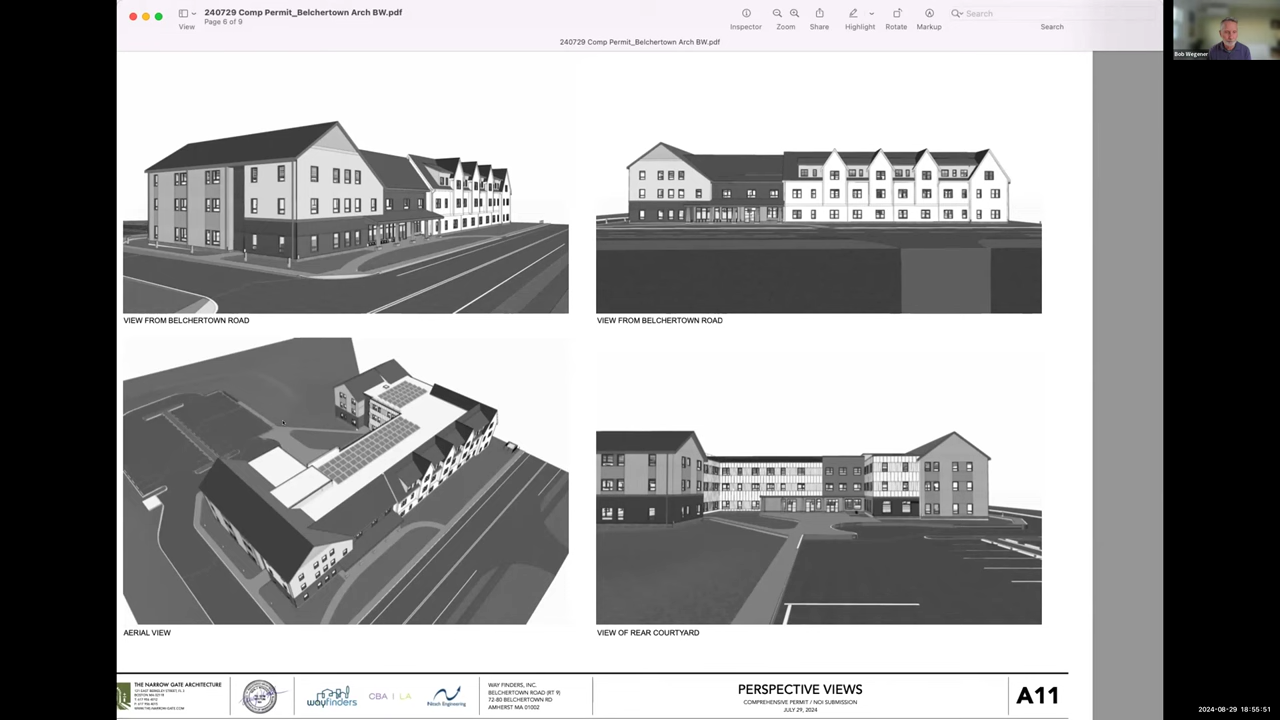 240729 Comp Permit_Belchertown Arch BW.pdf
Page 6 of 9
View
Inspector
Zoom
Share
Highlight
Rotate
Markup
Search
Search
240729 Comp Permit_Belchertown Arch BW.pdf
Bob Wegener
VIEW FROM BELCHERTOWN ROAD
VIEW FROM BELCHERTOWN ROAD
AERIAL VIEW
VIEW OF REAR COURTYARD
THE NARROW GATE ARCHITECTURE
wayfinders
CBA | LA
Nitsch Engineering
WAY FINDERS, INC.
BELCHERTOWN ROAD (RT 9)
72-80 BELCHERTOWN RD
AMHERST MA 01002
PERSPECTIVE VIEWS
COMPREHENSIVE PERMIT / NOI SUBMISSION
JULY 29, 2024
A11
2024-08-29 18:55:51